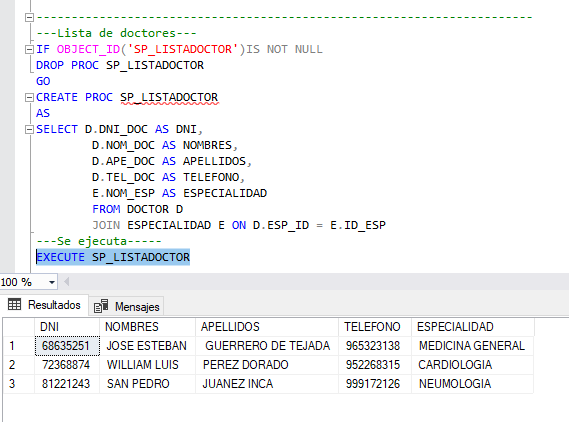 ------------------------------------------------------------------
---Lista de doctores---
IF OBJECT_ID('SP_LISTADOCTOR')IS NOT NULL
DROP PROC SP_LISTADOCTOR
GO
CREATE PROC SP_LISTADOCTOR
AS
SELECT D.DNI_DOC AS DNI,
D.NOM_DOC AS NOMBRES,
D.APE_DOC AS APELLIDOS,
D.TEL_DOC AS TELEFONO,
E.NOM_ESP AS ESPECIALIDAD
FROM DOCTOR D
JOIN ESPECIALIDAD E ON D.ESP_ID = E.ID_ESP
---Se ejecuta-----
EXECUTE SP_LISTADOCTOR
100 %
Resultados Mensajes
DNI NOMBRES APELLIDOS TELEFONO ESPECIALIDAD
1 68635251 JOSE ESTEBAN GUERRERO DE TEJADA 965323138 MEDICINA GENERAL
2 72368874 WILLIAM LUIS PEREZ DORADO 952268315 CARDIOLOGIA
3 81221243 SAN PEDRO JUANEZ INCA 999172126 NEUMOLOGIA